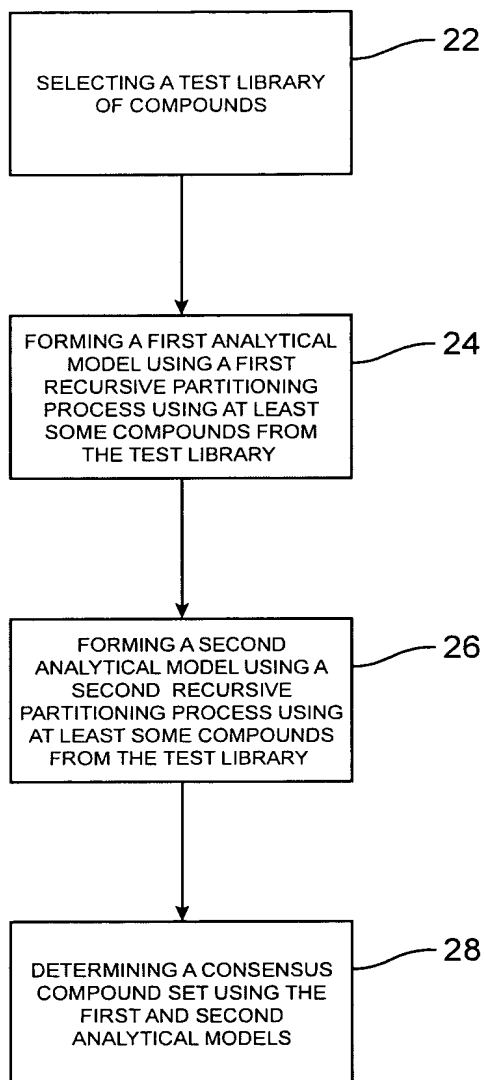 SELECTING A TEST LIBRARY
OF COMPOUNDS
22
FORMING A FIRST ANALYTICAL
MODEL USING A FIRST
RECURSIVE PARTITIONING
PROCESS USING AT LEAST
SOME COMPOUNDS FROM
THE TEST LIBRARY
24
FORMING A SECOND
ANALYTICAL MODEL USING A
SECOND RECURSIVE
PARTITIONING PROCESS USING
AT LEAST SOME COMPOUNDS
FROM THE TEST LIBRARY
26
DETERMINING A CONSENSUS
COMPOUND SET USING THE
FIRST AND SECOND
ANALYTICAL MODELS
28